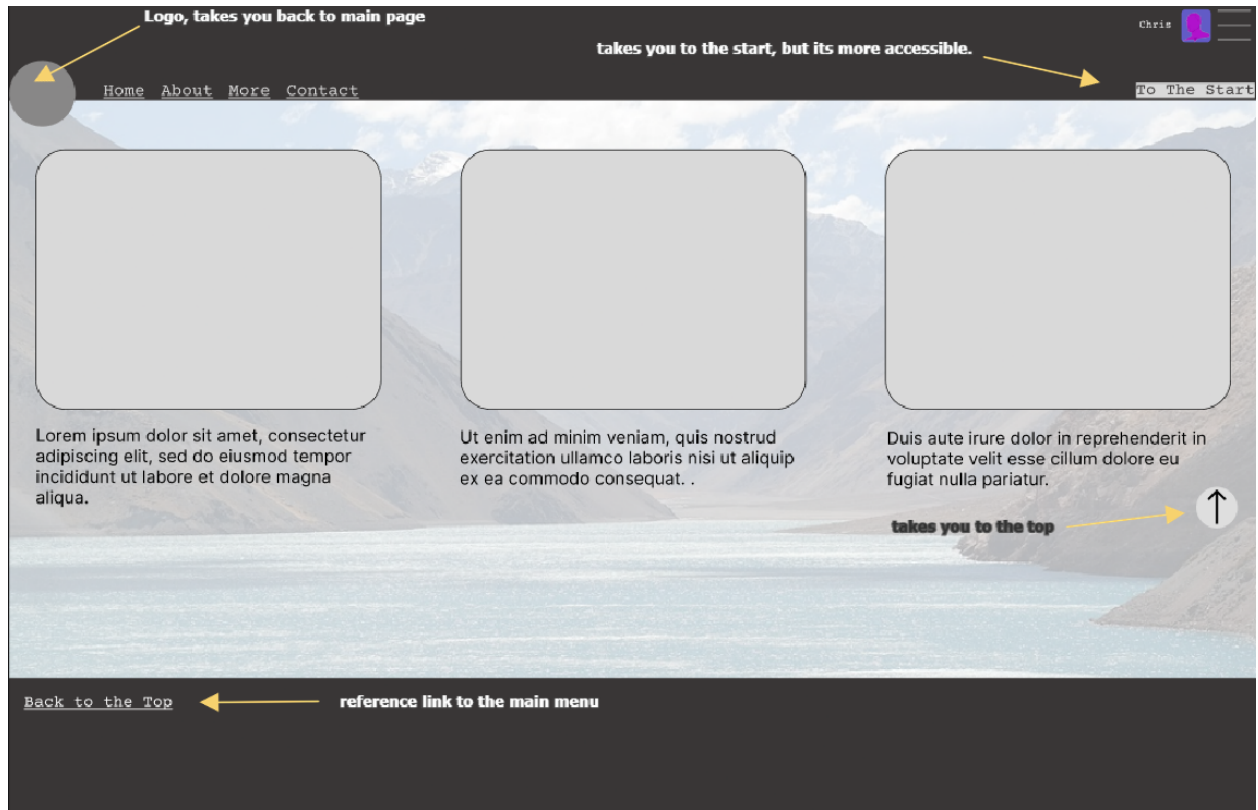 Logo, takes you back to main page
Chris
takes you to the start, but its more accessible.
Home About More Contact
To The Start
Lorem ipsum dolor sit amet, consectetur
adipiscing elit, sed do eiusmod tempor
incididunt ut labore et dolore magna
aliqua.
Ut enim ad minim veniam, quis nostrud
exercitation ullamco laboris nisi ut aliquip
ex ea commodo consequat. .
Duis aute irure dolor in reprehenderit in
voluptate velit esse cillum dolore eu
fugiat nulla pariatur.
takes you to the top
Back to the Top
reference link to the main menu